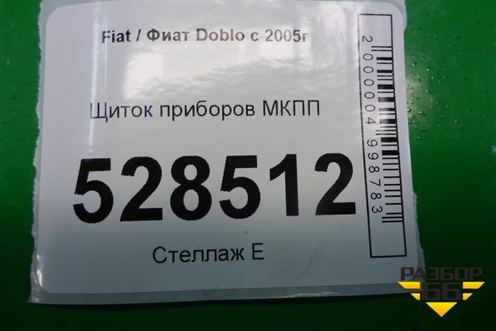 Fiat / Фиат Doblo с 2005г
Щиток приборов МКПП
528512
Стеллаж Е
2000004998783
РАЗБОР
66